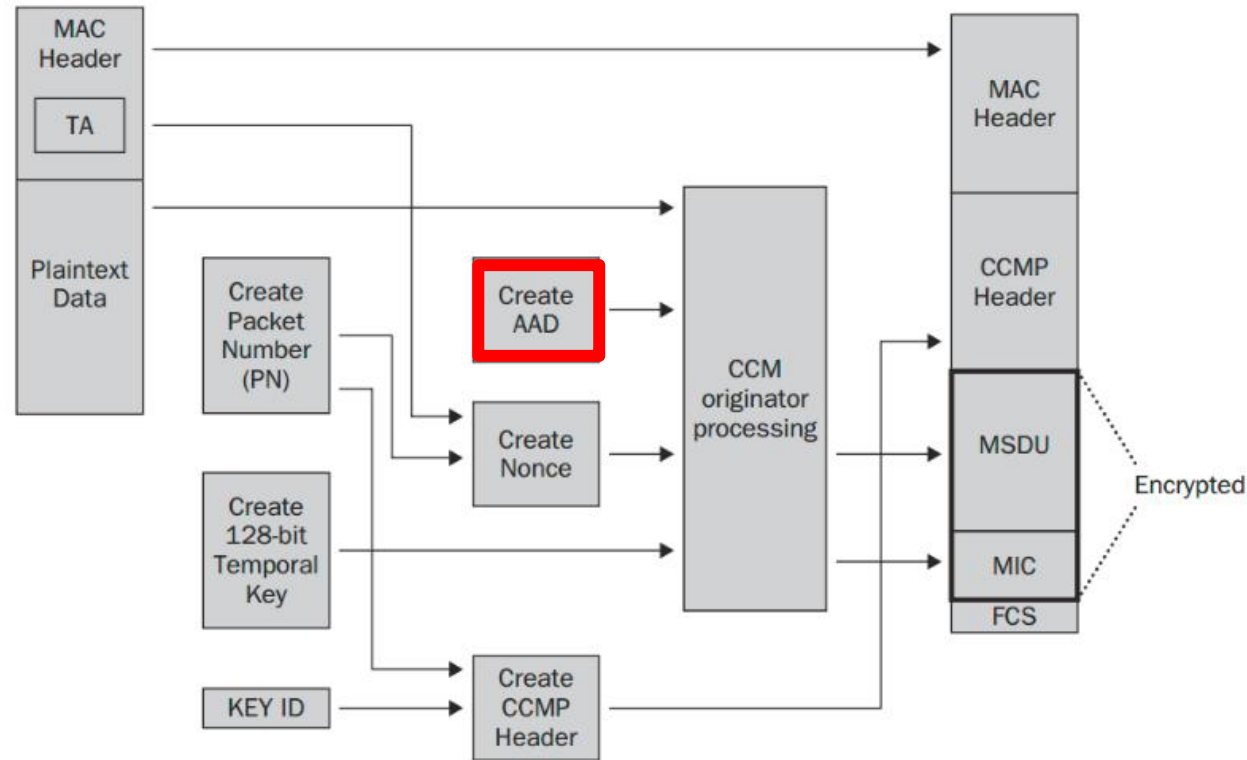 MAC
Header
TA
Plaintext
Data
Create
Packet
Number
(PN)
Create
128-bit
Temporal
Key
KEY ID
Create
AAD
Create
Nonce
Create
CCMP
Header
CCM
originator
processing
MAC
Header
CCMP
Header
MSDU
MIC
FCS
Encrypted